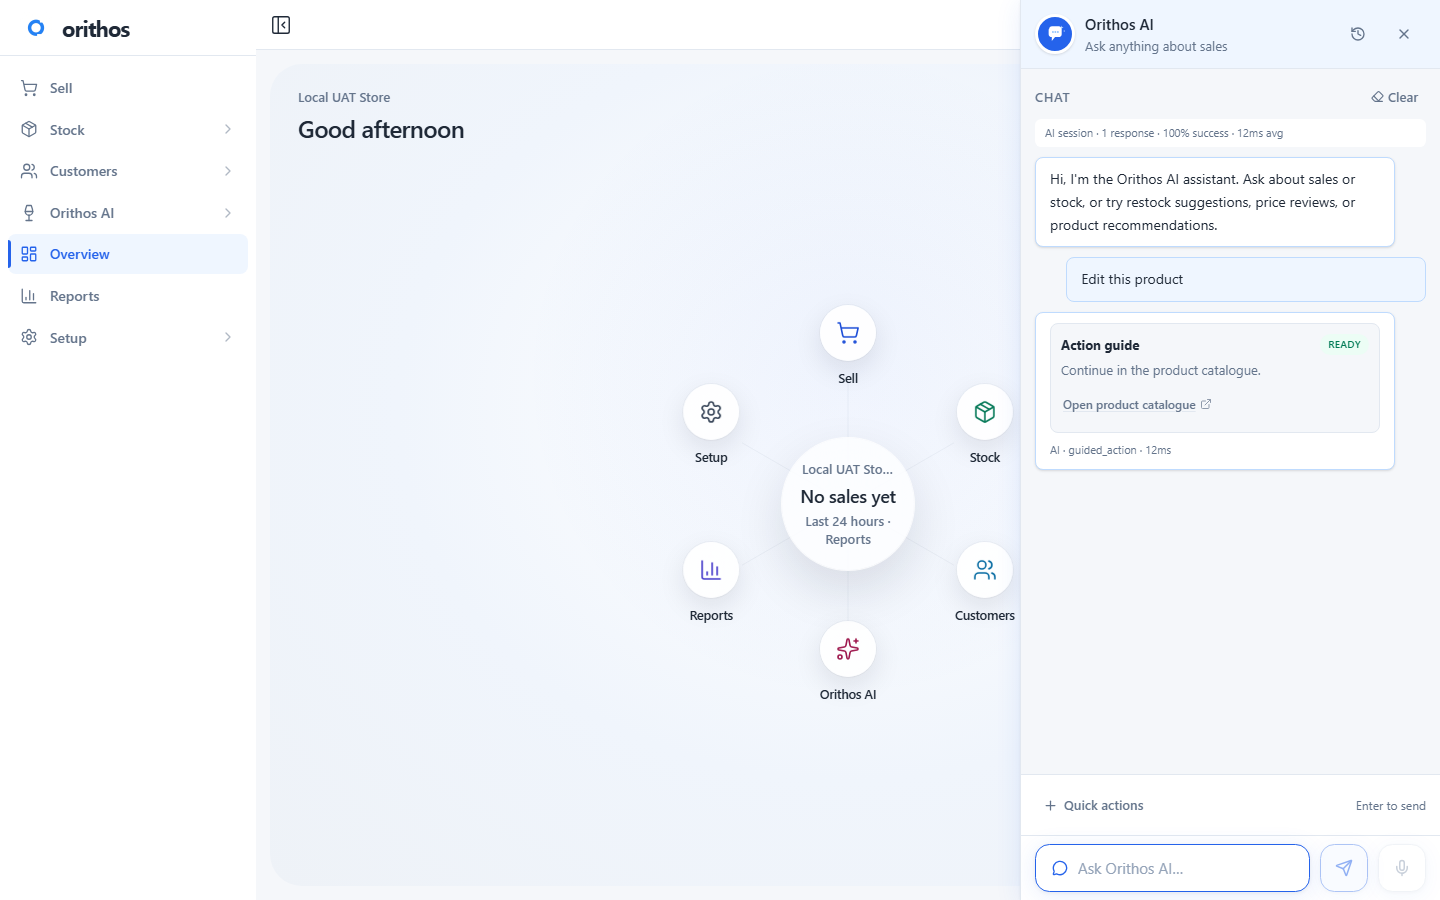 orithos
Sell
Stock
Customers
Orithos AI
Overview
Reports
Setup
Local UAT Store
Good afternoon
Sell
Setup
Stock
Local UAT Sto...
No sales yet
Last 24 hours ·
Reports
Reports
Customers
Orithos AI
Orithos AI
Ask anything about sales
CHAT
Clear
AI session · 1 response · 100% success · 12ms avg
Hi, I'm the Orithos AI assistant. Ask about sales or
stock, or try restock suggestions, price reviews, or
product recommendations.
Edit this product
Action guide
READY
Continue in the product catalogue.
Open product catalogue
AI · guided_action · 12ms
Quick actions
Enter to send
Ask Orithos AI...